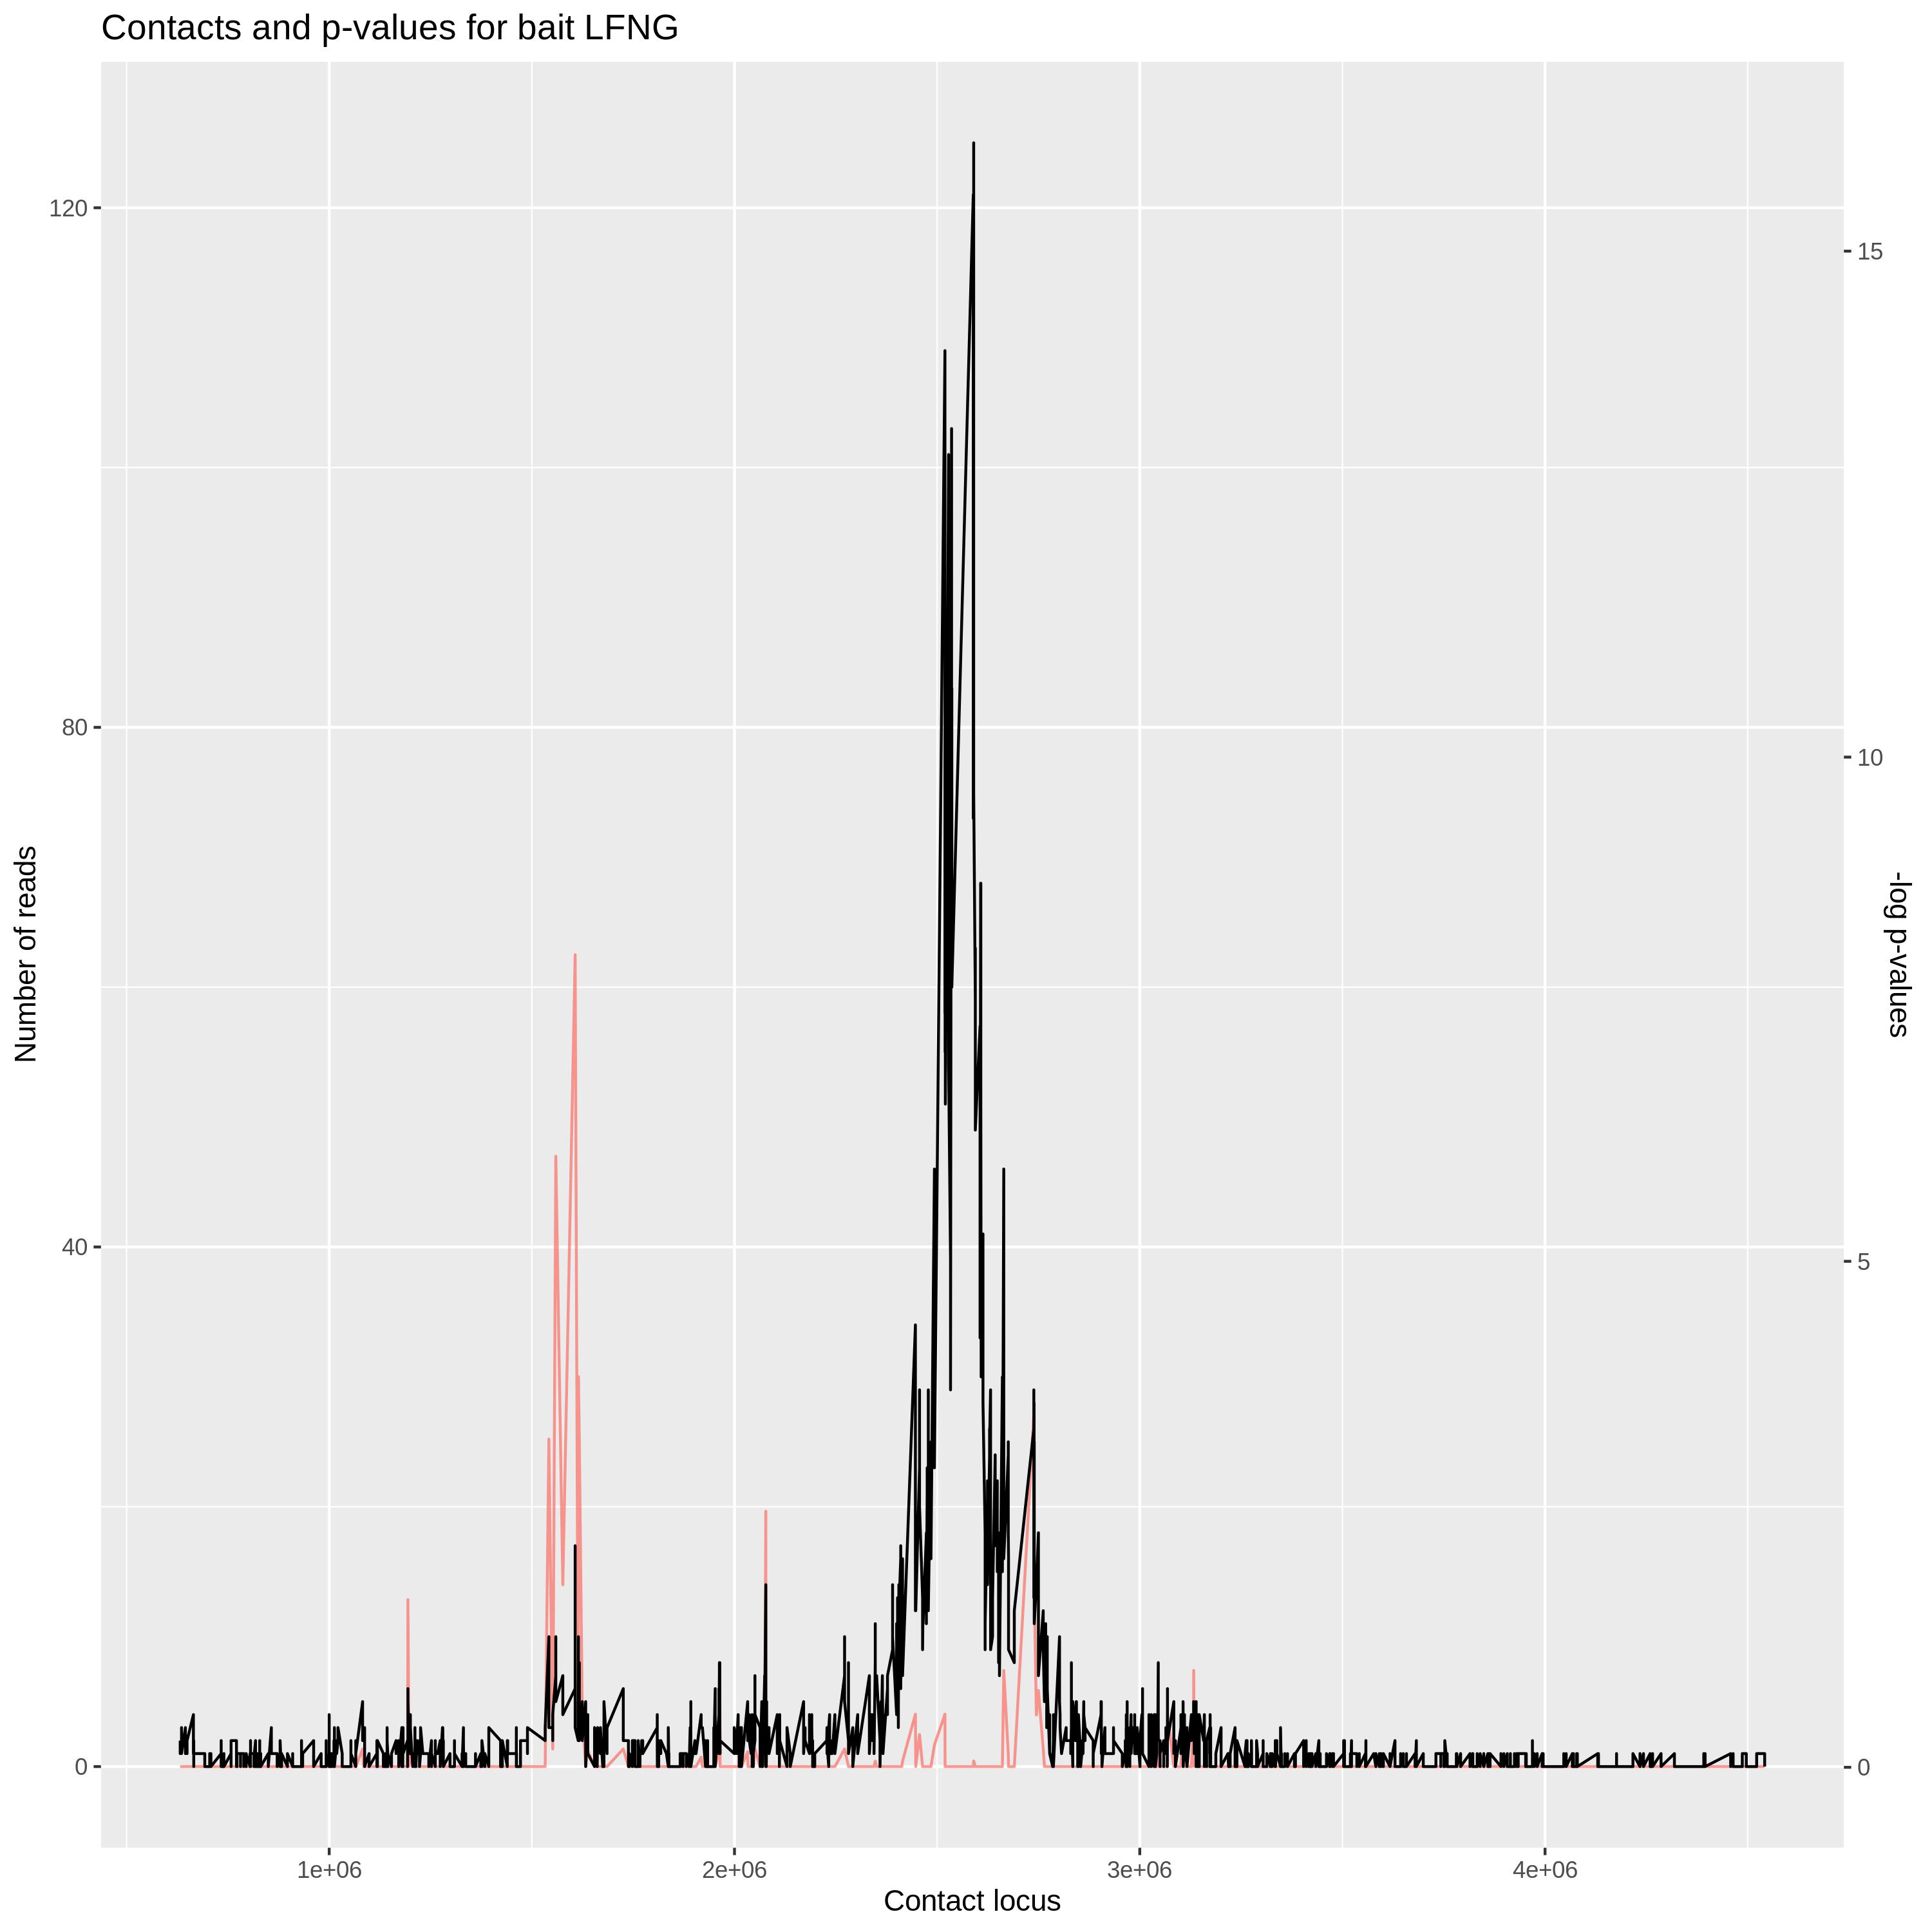 Contacts and p-values for bait LFNG
120
80
40
0
Number of reads
15
10
5
0
-log p-values
1e+06
2e+06
3e+06
4e+06
Contact locus